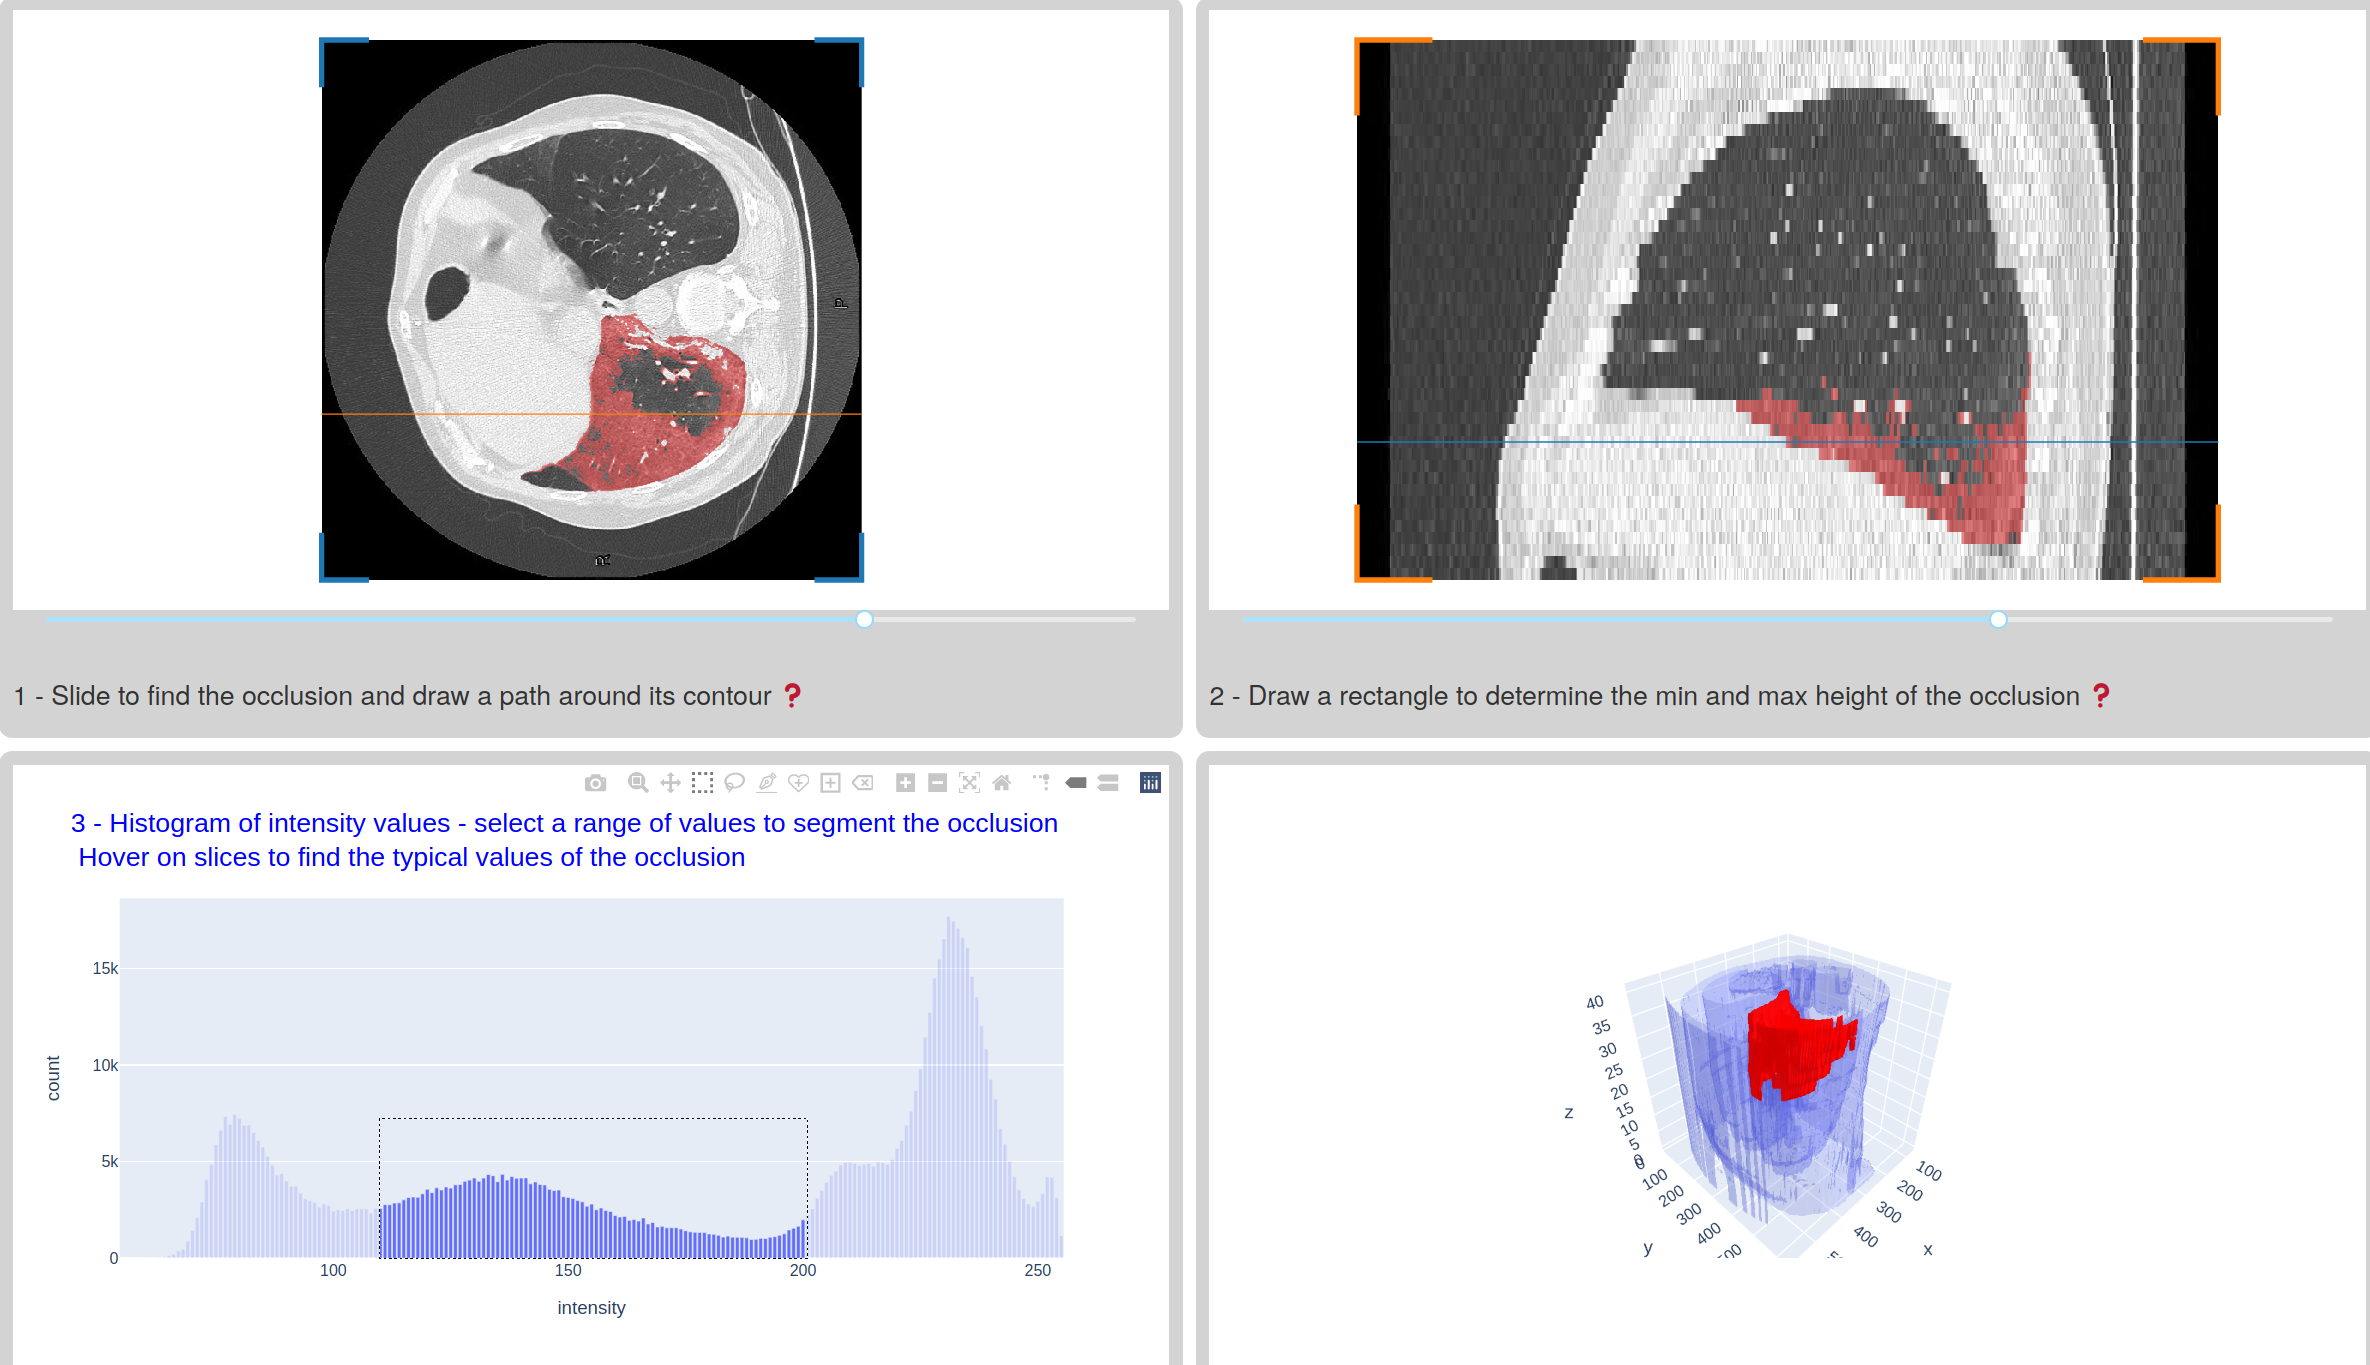 P
R
1 - Slide to find the occlusion and draw a path around its contour ?
2 - Draw a rectangle to determine the min and max height of the occlusion ?
3 - Histogram of intensity values - select a range of values to segment the occlusion
Hover on slices to find the typical values of the occlusion
15k
10k
5k
0
count
100
150
200
250
intensity
40
35
30
25
20
15
10
5
0
z
100
200
300
400
y
100
200
300
400
x